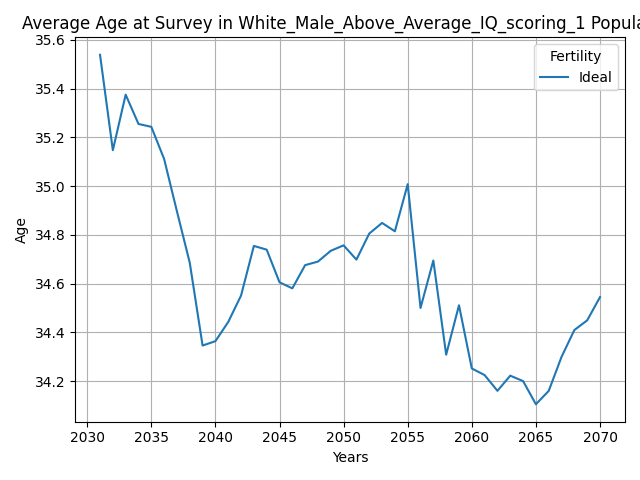 Average Age at Survey in White_Male_Above_Average_IQ_scoring_1 Popula
35.6
35.4
35.2
35.0
34.8
34.6
34.4
34.2
Age
Fertility
Ideal
2030 2035 2040 2045 2050 2055 2060 2065 2070
Years